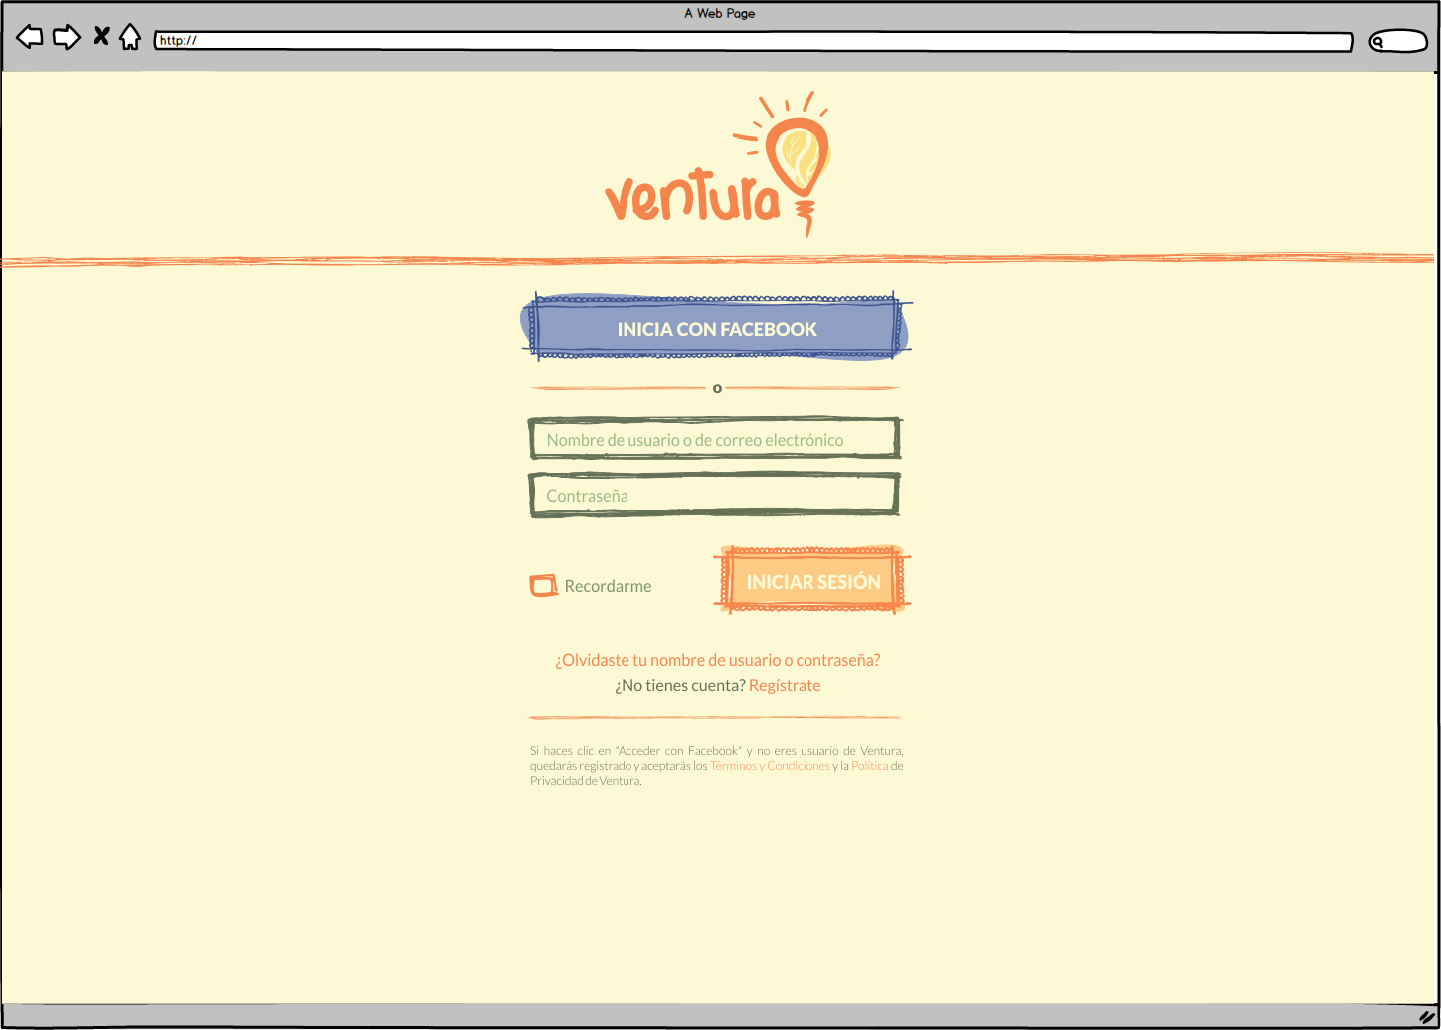 A Web Page
http://
ventura
INICIA CON FACEBOOK
o
Nombre de usuario o de correo electrónico
Contraseña
Recordarme
INICIAR SESIÓN
¿Olvidaste tu nombre de usuario o contraseña?
¿No tienes cuenta? Regístrate
Si haces clic en "Acceder con Facebook" y no eres usuario de Ventura,
quedarás registrado y aceptarás los Términos y Condiciones y la Política de
Privacidad de Ventura.